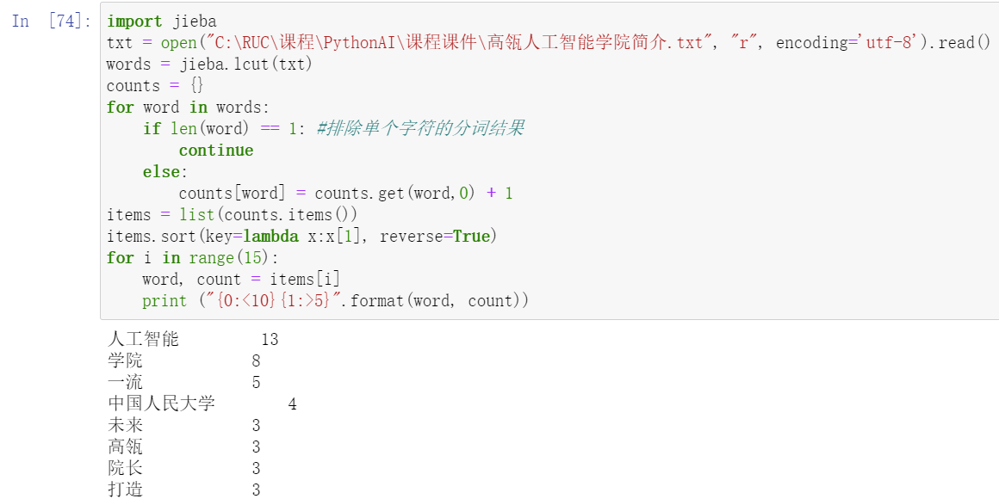 In [74]:
import jieba
txt = open("C:\RUC\课程\PythonAI\课程课件\高瓴人工智能学院简介.txt", "r", encoding='utf-8').read()
words = jieba.lcut(txt)
counts = {}
for word in words:
    if len(word) == 1: #排除单个字符的分词结果
        continue
    else:
        counts[word] = counts.get(word,0) + 1
items = list(counts.items())
items.sort(key=lambda x:x[1], reverse=True)
for i in range(15):
    word, count = items[i]
    print ("{0:<10}{1:>5}".format(word, count))
人工智能 13
学院 8
一流 5
中国人民大学 4
未来 3
高瓴 3
院长 3
打造 3